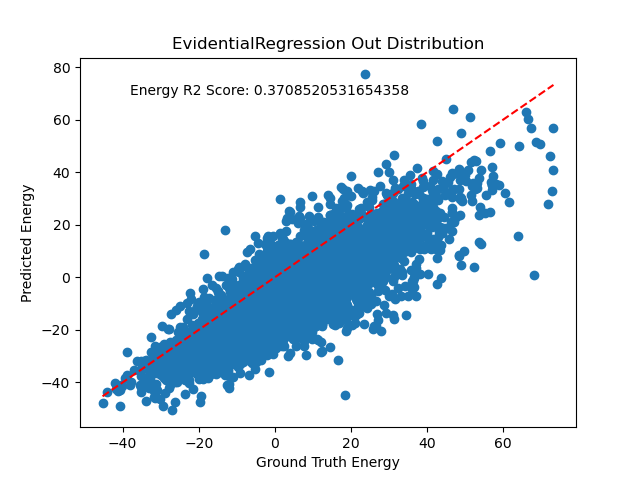 EvidentialRegression Out Distribution
Energy R2 Score: 0.3708520531654358
80
60
40
20
0
−20
−40
Predicted Energy
−40 −20 0 20 40 60
Ground Truth Energy